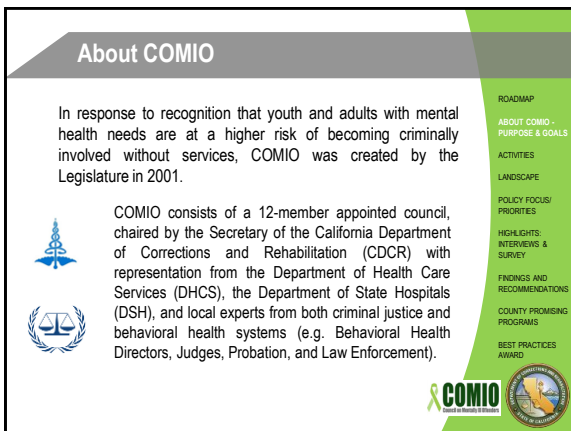 About COMIO
In response to recognition that youth and adults with mental
health needs are at a higher risk of becoming criminally
involved without services, COMIO was created by the
Legislature in 2001.
COMIO consists of a 12-member appointed council,
chaired by the Secretary of the California Department
of Corrections and Rehabilitation (CDCR) with
representation from the Department of Health Care
Services (DHCS), the Department of State Hospitals
(DSH), and local experts from both criminal justice and
behavioral health systems (e.g. Behavioral Health
Directors, Judges, Probation, and Law Enforcement).
ROADMAP
ABOUT COMIO -
PURPOSE & GOALS
ACTIVITIES
LANDSCAPE
POLICY FOCUS/
PRIORITIES
HIGHLIGHTS:
INTERVIEWS &
SURVEY
FINDINGS AND
RECOMMENDATIONS
COUNTY PROMISING
PROGRAMS
BEST PRACTICES
AWARD
COMIO
Council on Mentally Ill Offenders